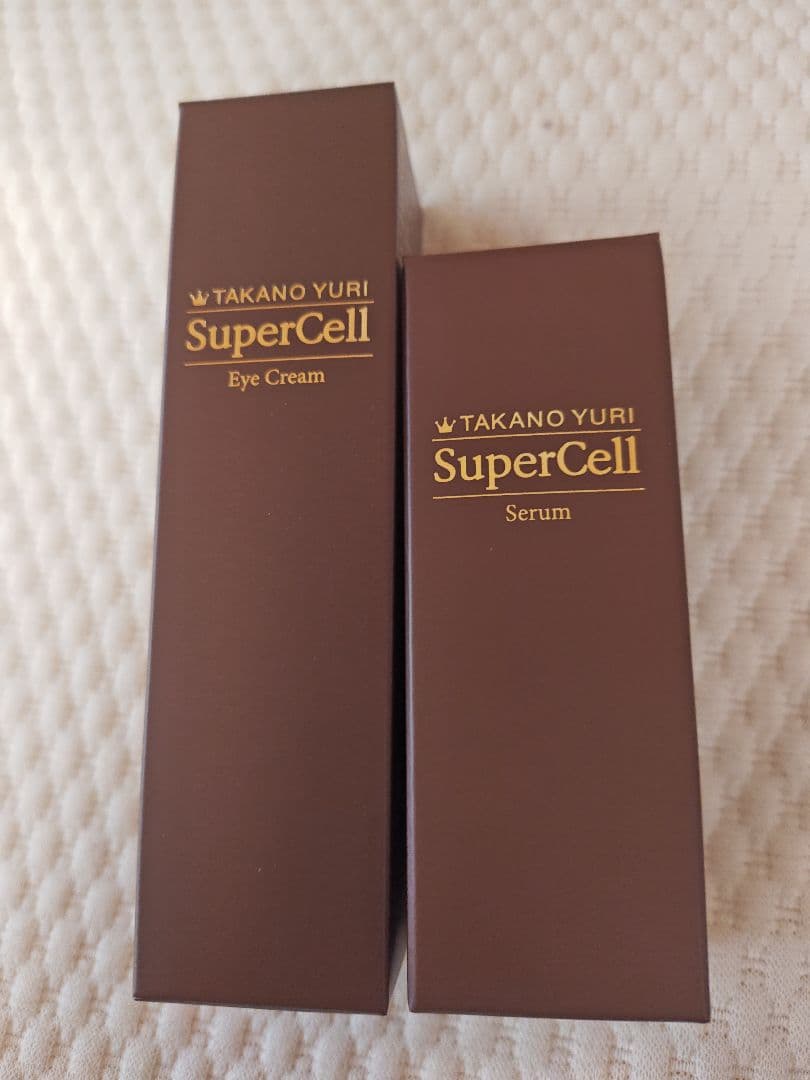 TAKANO YURI
SuperCell
Eye Cream
TAKANO YURI
SuperCell
Serum